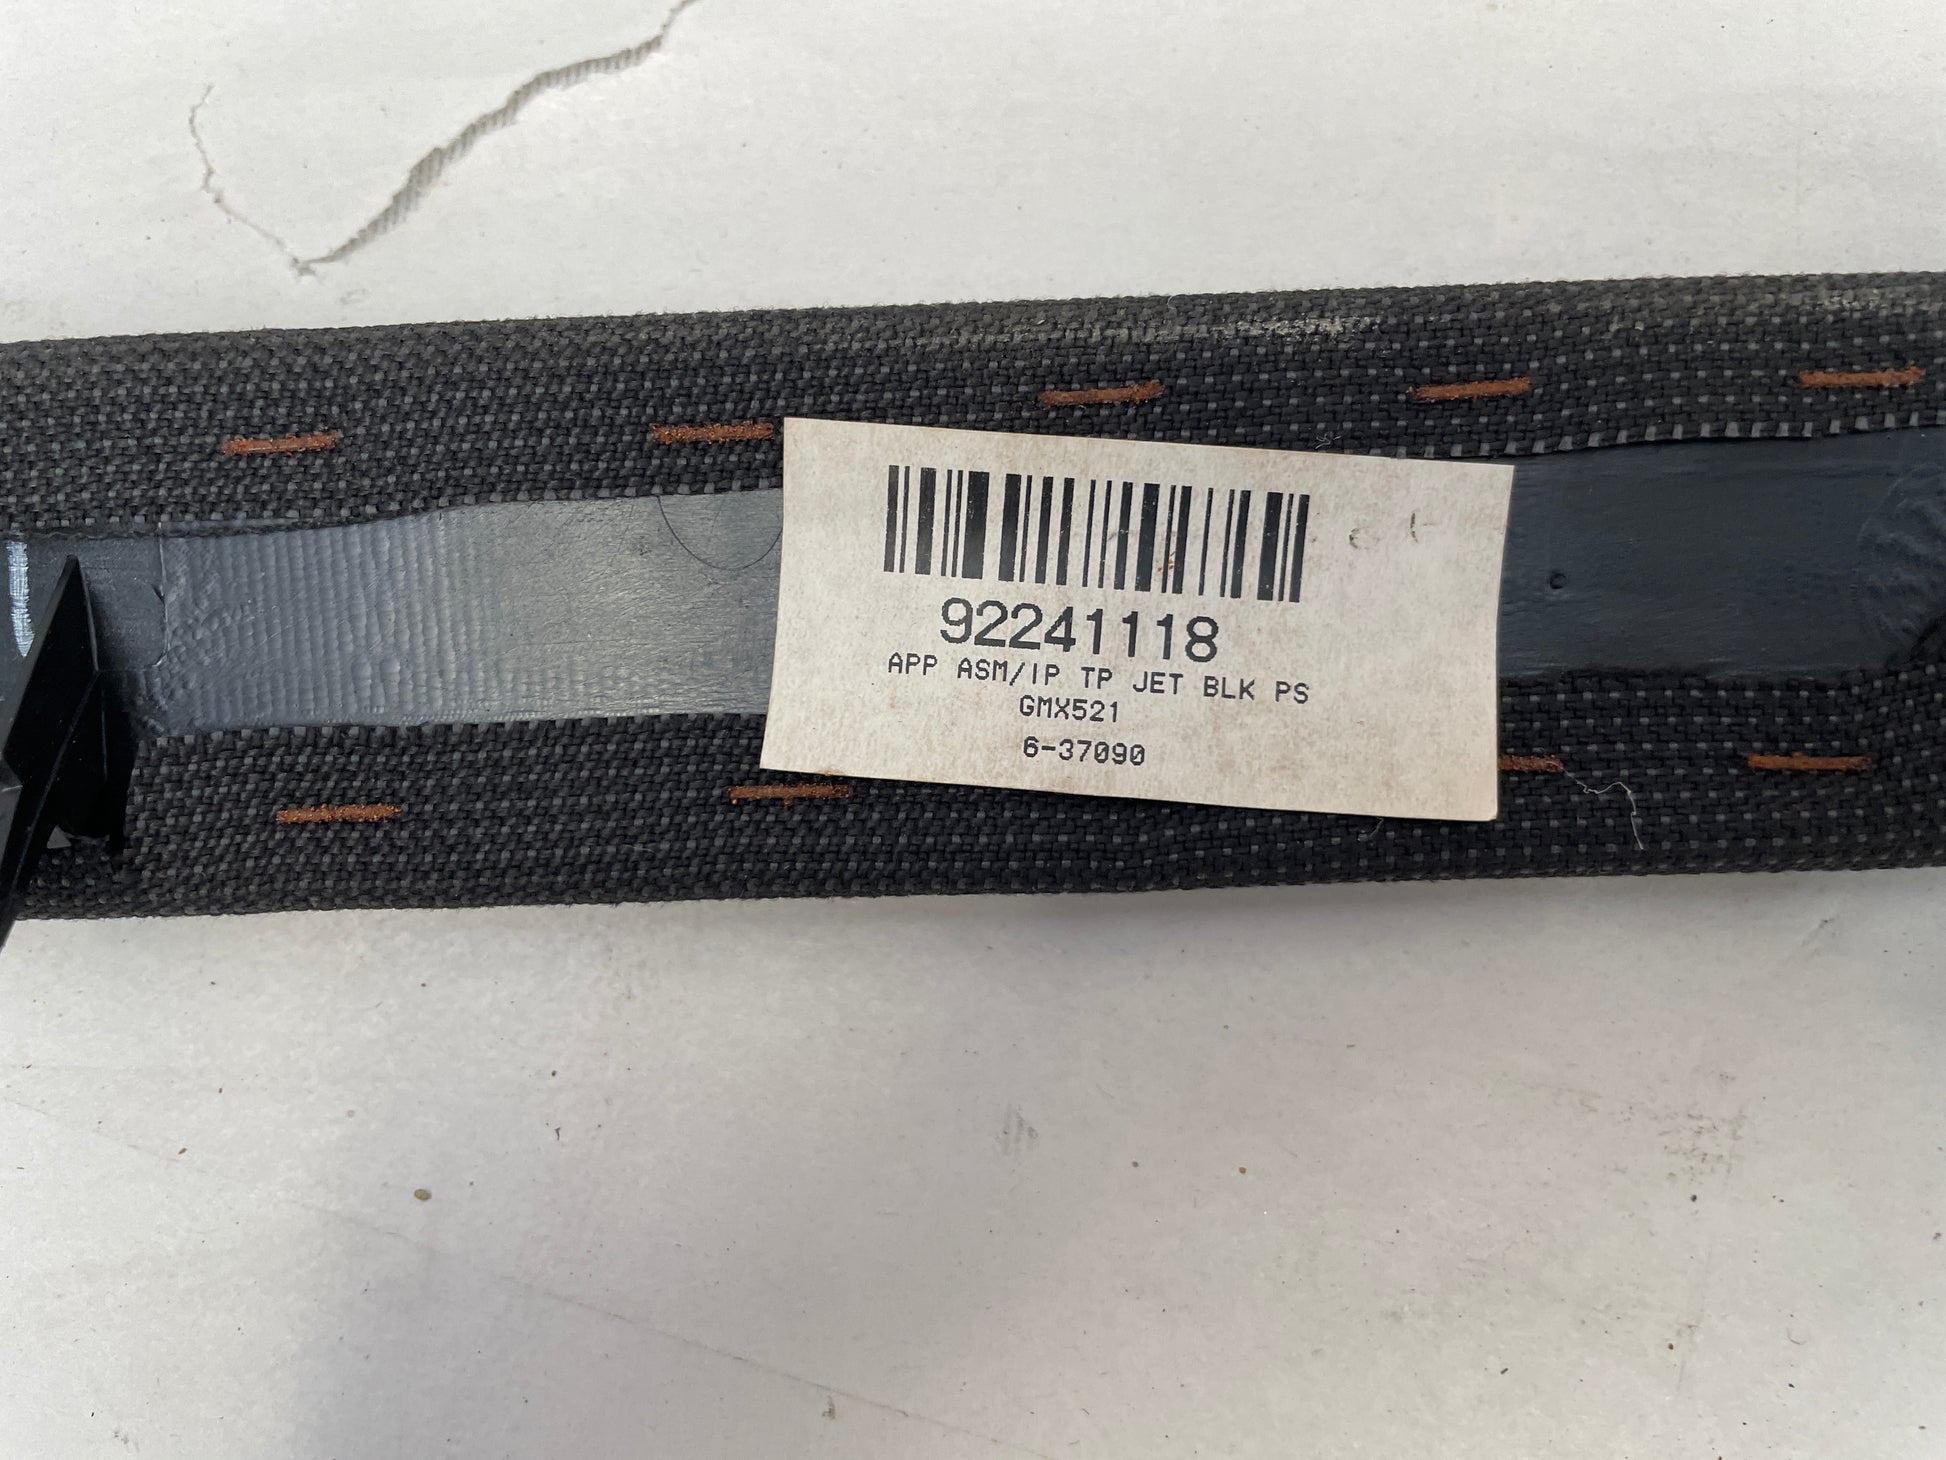 92241118
APP ASM/IP TP JET BLK PS
GMX521
6-37090